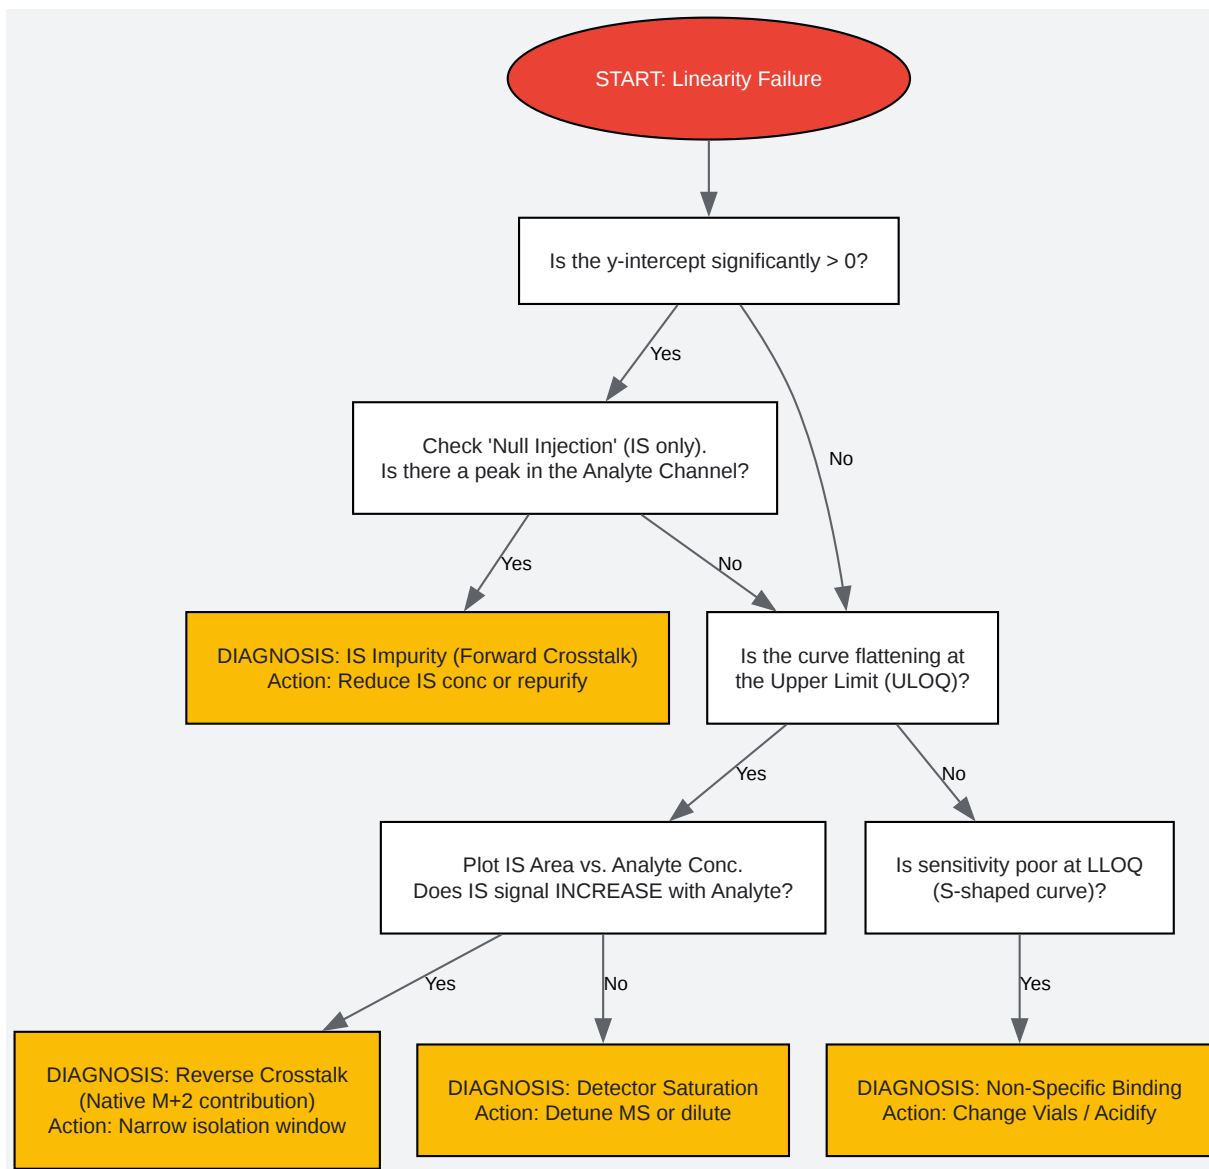 START: Linearity Failure
Is the y-intercept significantly > 0?
Yes
No
Check 'Null Injection' (IS only).
Is there a peak in the Analyte Channel?
Yes
No
DIAGNOSIS: IS Impurity (Forward Crosstalk)
Action: Reduce IS conc or repurify
Is the curve flattening at
the Upper Limit (ULOQ)?
Yes
No
Plot IS Area vs. Analyte Conc.
Does IS signal INCREASE with Analyte?
Is sensitivity poor at LLOQ
(S-shaped curve)?
Yes
No
Yes
DIAGNOSIS: Reverse Crosstalk
(Native M+2 contribution)
Action: Narrow isolation window
DIAGNOSIS: Detector Saturation
Action: Detune MS or dilute
DIAGNOSIS: Non-Specific Binding
Action: Change Vials / Acidify